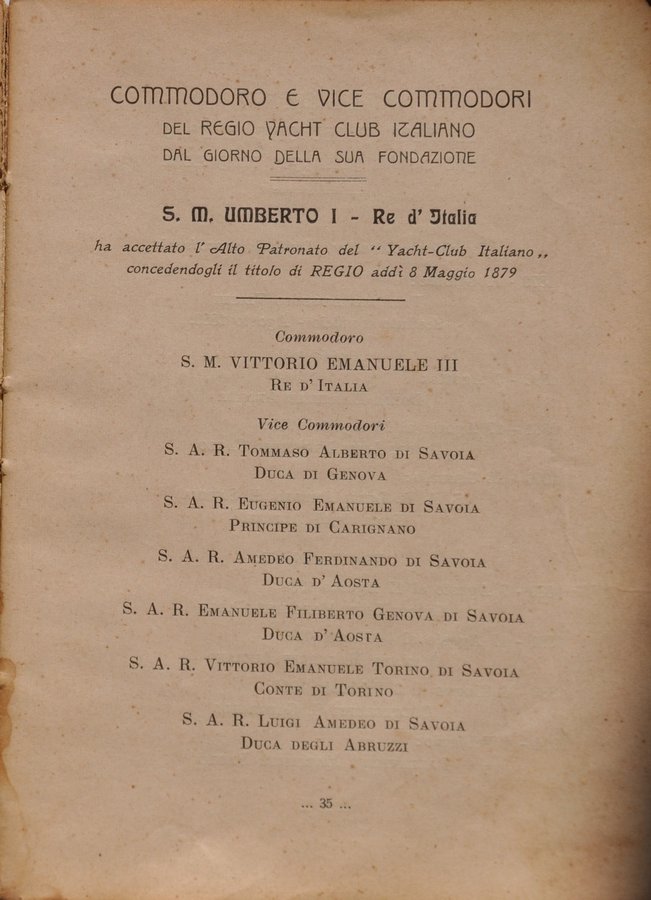 COMMODORO E VICE COMMODORI
DEL REGIO YACHT CLUB ITALIANO
DAL GIORNO DELLA SUA FONDAZIONE
S. M. UMBERTO I - Re d' Italia
ha accettato l' Alto Patronato del “ Yacht-Club Italiano „
concedendogli il titolo di REGIO addì 8 Maggio 1879
Commodoro
S. M. VITTORIO EMANUELE III
RE D' ITALIA
Vice Commodori
S. A. R. TOMMASO ALBERTO DI SAVOIA
DUCA DI GENOVA
S. A. R. EUGENIO EMANUELE DI SAVOIA
PRINCIPE DI CARIGNANO
S. A. R. AMEDEO FERDINANDO DI SAVOIA
DUCA D' AOSTA
S. A. R. EMANUELE FILIBERTO GENOVA DI SAVOIA
DUCA D' AOSTA
S. A. R. VITTORIO EMANUELE TORINO DI SAVOIA
CONTE DI TORINO
S. A. R. LUIGI AMEDEO DI SAVOIA
DUCA DEGLI ABRUZZI
... 35 ...